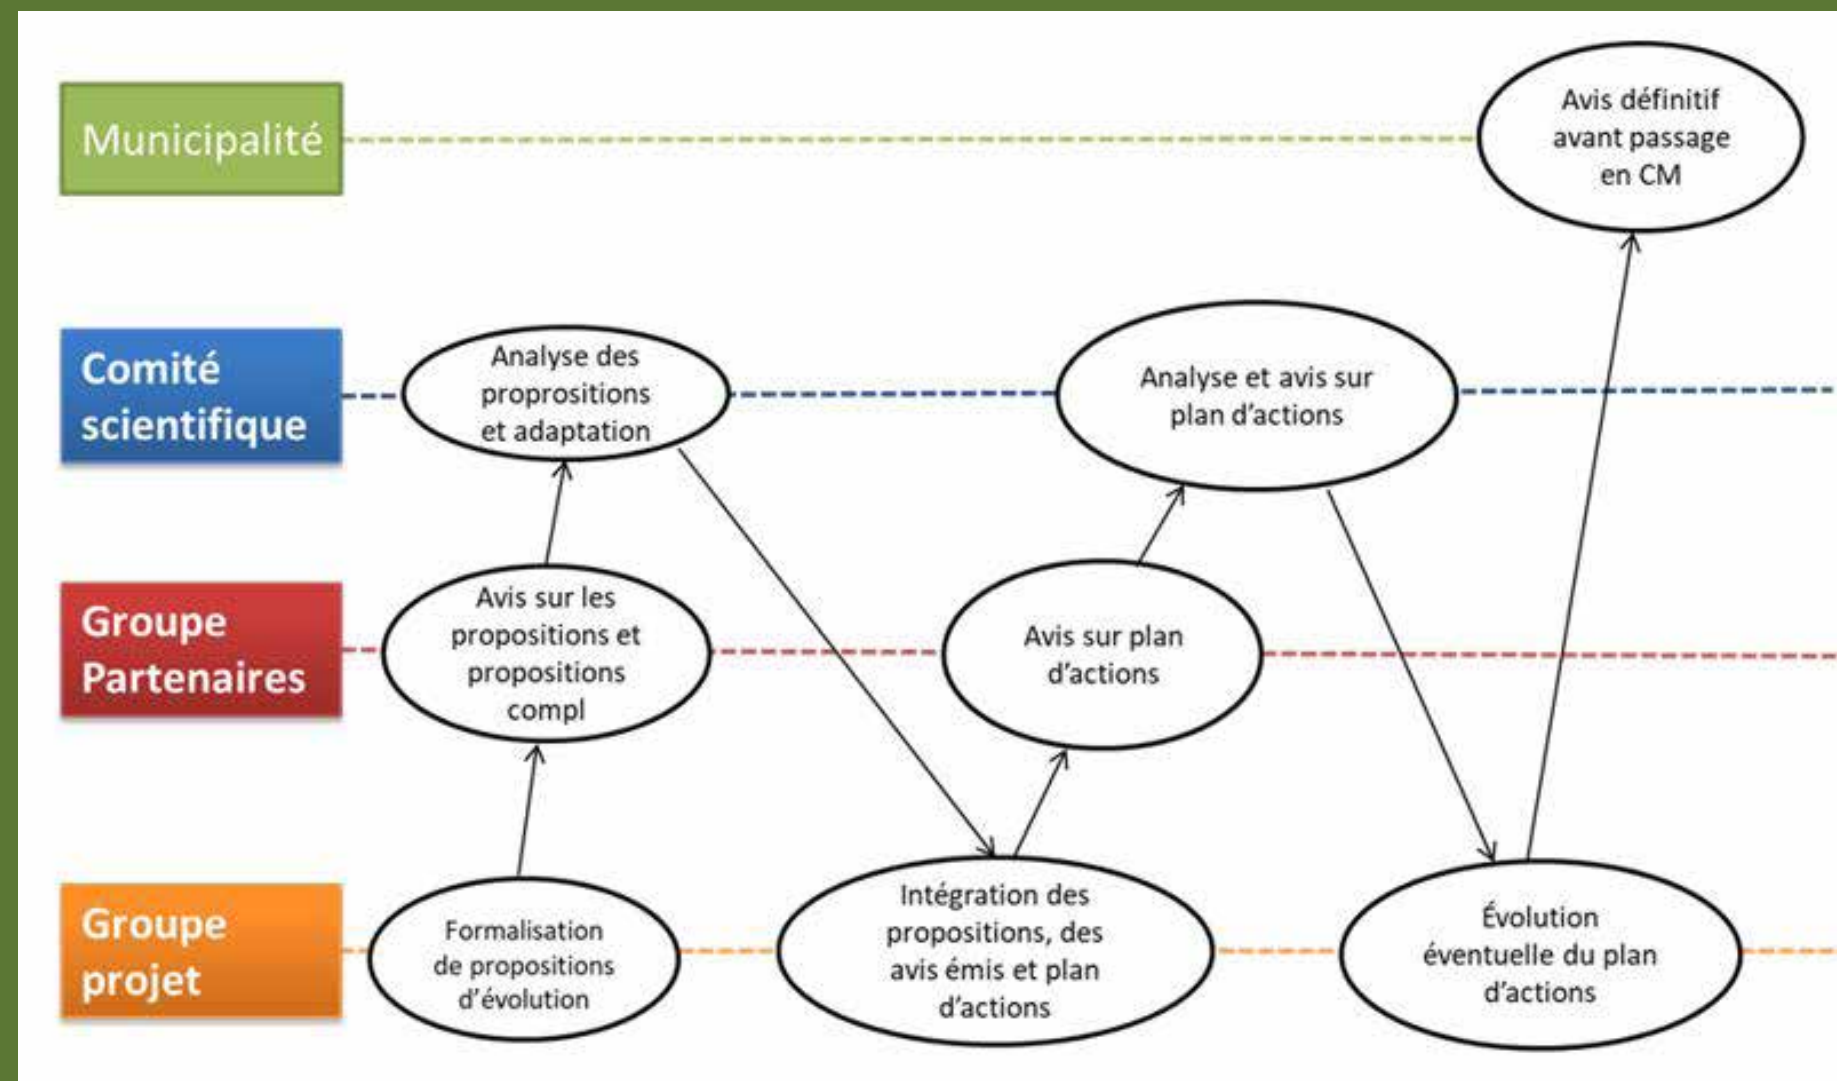 Municipalité
Avis définitif
avant passage
en CM
Comité
scientifique
Analyse des
proprositions
et adaptation
Analyse et avis sur
plan d'actions
Groupe
Partenaires
Avis sur les
propositions et
propositions
compl
Avis sur plan
d'actions
Groupe
projet
Formalisation
de propositions
d'évolution
Intégration des
propositions, des
avis émis et plan
d'actions
Évolution
éventuelle du plan
d'actions